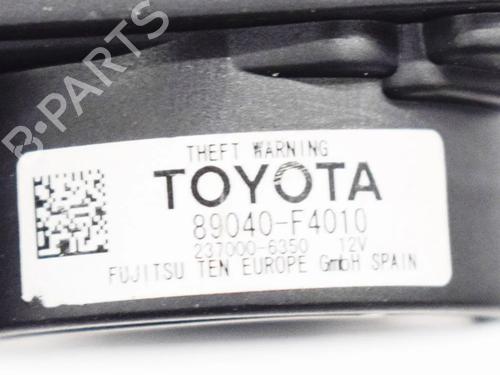 B-PARTS
THEFT WARNING
TOYOTA
89040-F4010
237000-6350 12V
FUJITSU TEN EUROPE GmbH SPAIN